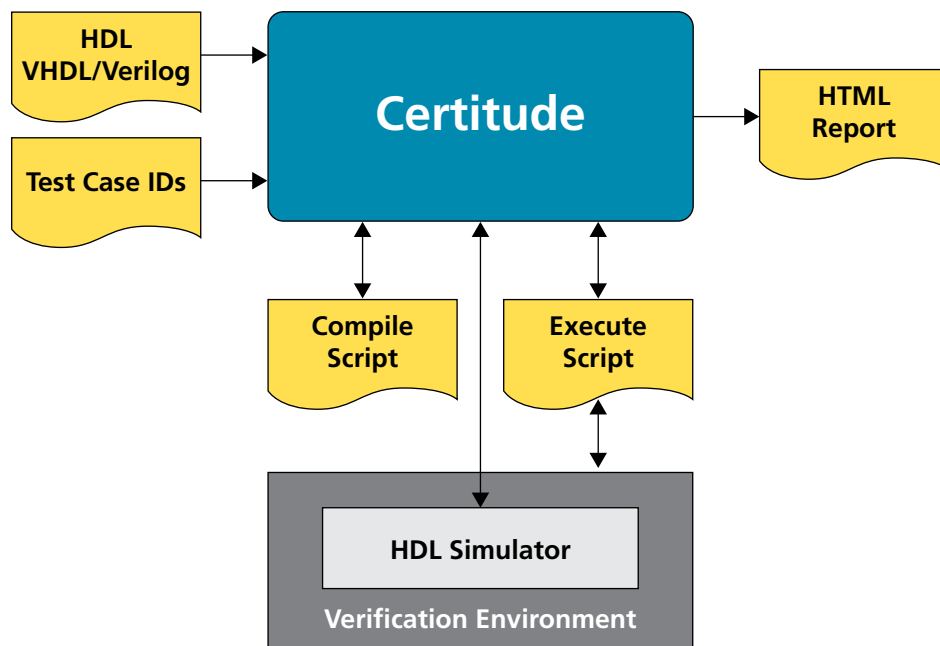 HDL
VHDL/Verilog
Certitude
HTML
Report
Test Case IDs
Compile
Script
Execute
Script
HDL Simulator
Verification Environment